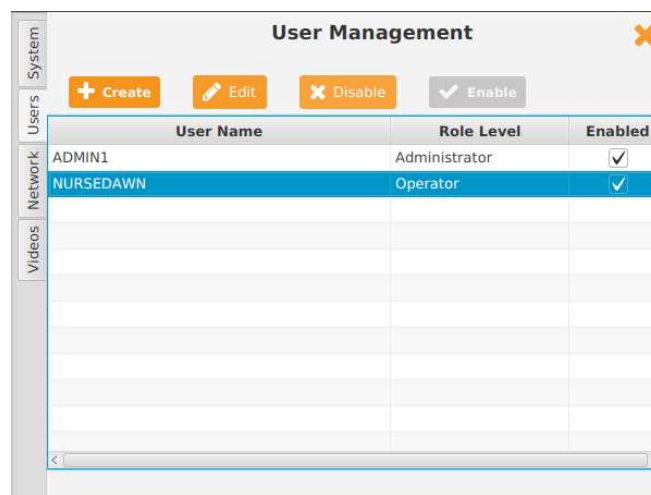 User Management
System
Users
Network
Videos
Create Edit Disable Enable
User Name Role Level Enabled
ADMIN1 Administrator
NURSEDAWN Operator